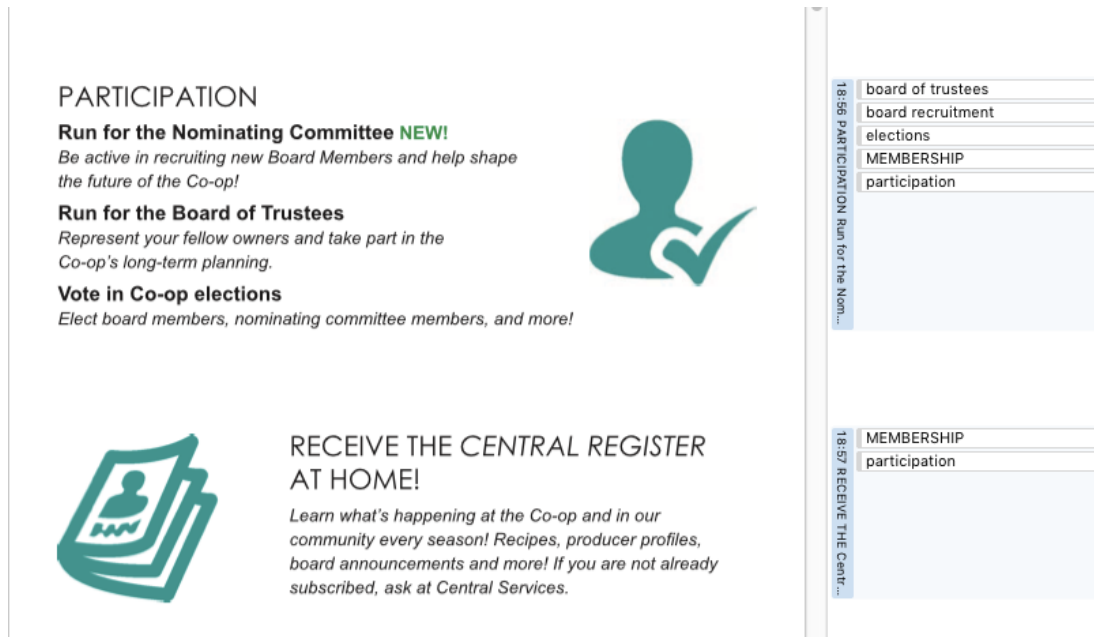 PARTICIPATION
Run for the Nominating Committee NEW!
Be active in recruiting new Board Members and help shape
the future of the Co-op!
Run for the Board of Trustees
Represent your fellow owners and take part in the
Co-op's long-term planning.
Vote in Co-op elections
Elect board members, nominating committee members, and more!
RECEIVE THE CENTRAL REGISTER
AT HOME!
Learn what's happening at the Co-op and in our
community every season! Recipes, producer profiles,
board announcements and more! If you are not already
subscribed, ask at Central Services.
18:56 PARTICIPATION Run for the Nom...
board of trustees
board recruitment
elections
MEMBERSHIP
participation
18:57 RECEIVE THE Centr...
MEMBERSHIP
participation